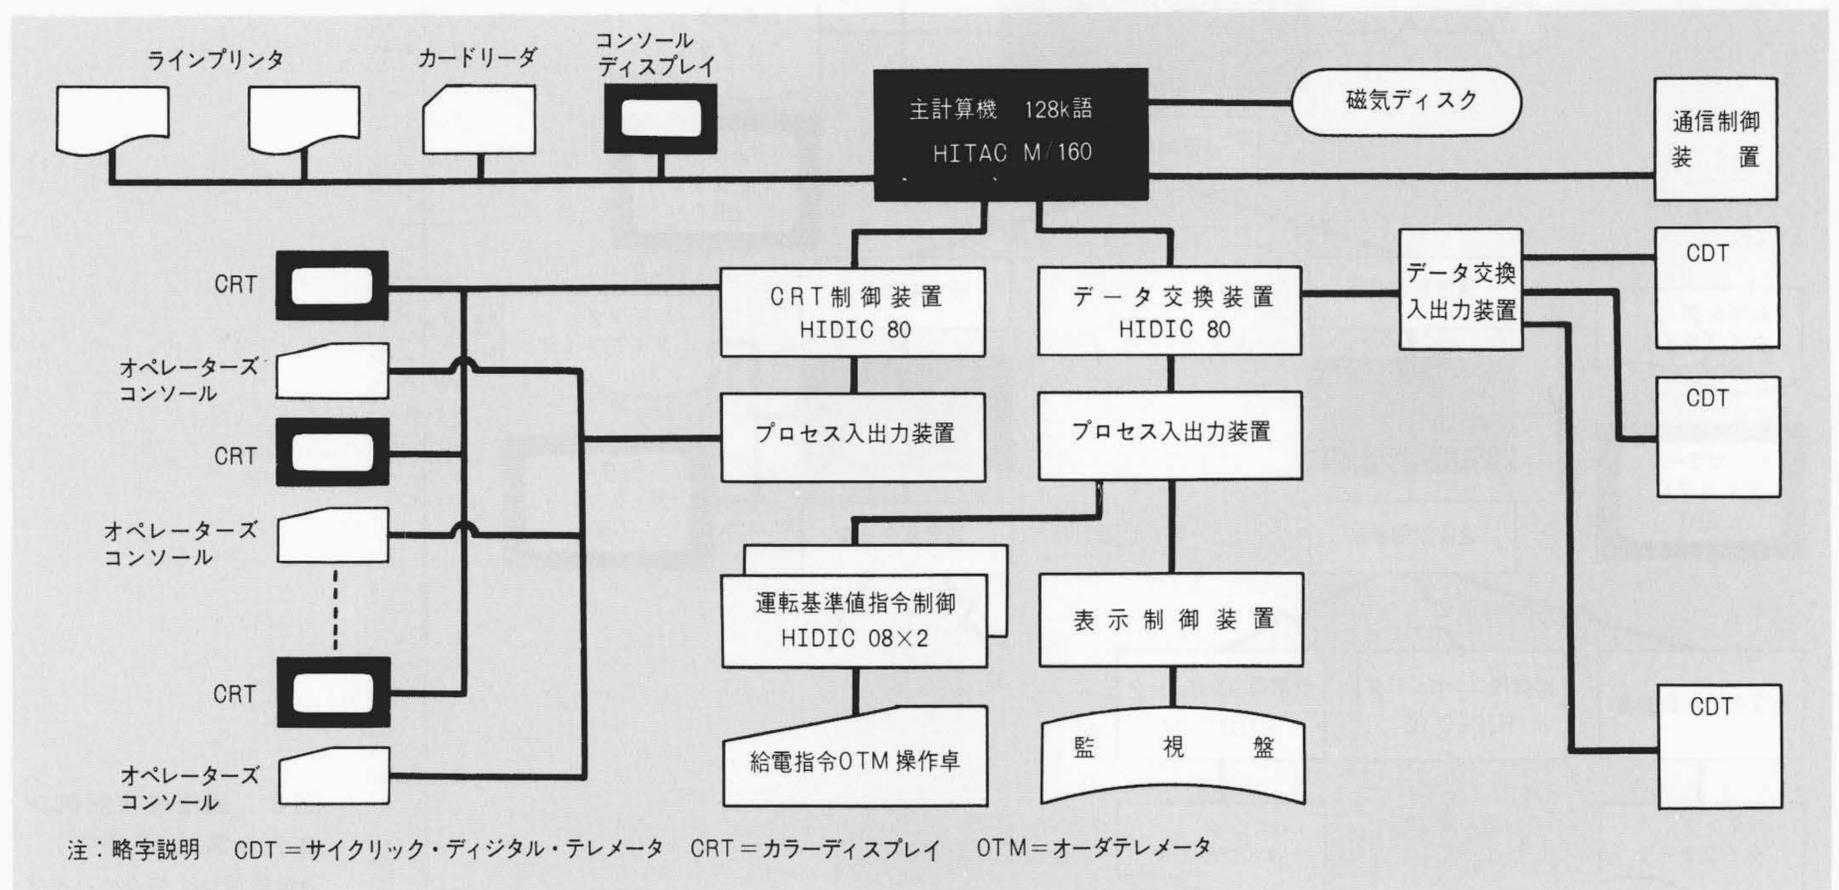 ラインプリンタ
カードリーダ
コンソール
ディスプレイ
主計算機 128k語
HITAC M/160
磁気ディスク
通信制御
装置
CRT
CRT制御装置
HIDIC 80
データ交換装置
HIDIC 80
データ交換
入出力装置
CDT
オペレーターズ
コンソール
CRT
プロセス入出力装置
プロセス入出力装置
CDT
オペレーターズ
コンソール
運転基準値指令制御
HIDIC 08×2
表示制御装置
CRT
CDT
オペレーターズ
コンソール
給電指令OTM操作卓
監視盤
注:略字説明 CDT=サイクリック・ディジタル・テレメータ CRT=カラーディスプレイ OTM=オーダテレメータ